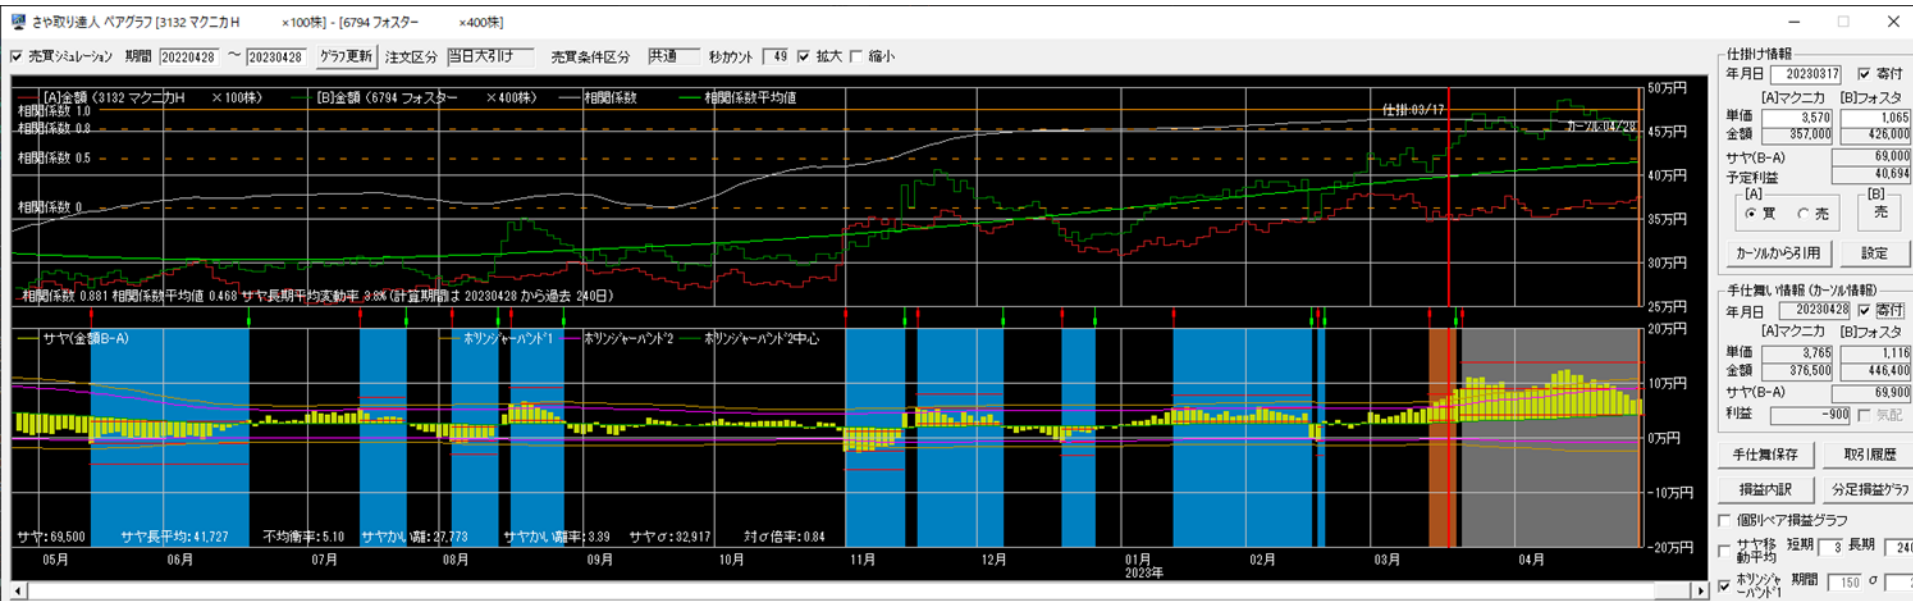 さや取り達人 ペアグラフ [3132 マクニカH ×100株] - [6794 フォスター ×400株]
売買シミュレーション 期間 20220428 ～ 20230428 グラフ更新 注文区分 当日大引け 売買条件区分 共通 秒カウント 49 拡大 縮小
[A]金額（3132 マクニカH ×100株） [B]金額（6794 フォスター ×400株） 相関係数 相関係数平均値
相関係数 1.0
相関係数 0.8
相関係数 0.5
相関係数 0
仕掛:03/17
カーソル:04/28
50万円
45万円
40万円
35万円
30万円
25万円
相関係数 0.881 相関係数平均値 0.468 サヤ長期平均変動率 3.8% (計算期間は 20230428 から過去 240日)
サヤ(金額B-A) ボリンジャーバンド1 ボリンジャーバンド2 ボリンジャーバンド2中心
20万円
10万円
0万円
-10万円
-20万円
サヤ:69,500 サヤ長平均:41,727 不均衡率:5.10 サヤかい離:27,773 サヤかい離率:3.39 サヤσ:32,917 対σ倍率:0.84
05月 06月 07月 08月 09月 10月 11月 12月 01月 02月 03月 04月
2023年
仕掛け情報
年月日 20230317 寄付
[A]マクニカ [B]フォスタ
単価 3,570 1,065
金額 357,000 426,000
サヤ(B-A) 69,000
予定利益 40,694
[A] [B]
買 売 売
カーソルから引用 設定
手仕舞い情報 (カーソル情報)
年月日 20230428 寄付
[A]マクニカ [B]フォスタ
単価 3,765 1,116
金額 376,500 446,400
サヤ(B-A) 69,900
利益 -900 気配
手仕舞保存 取引履歴
損益内訳 分足損益グラフ
個別ペア損益グラフ
サヤ移動平均 短期 3 長期 240
ボリンジャーバンド1 期間 150 σ 2